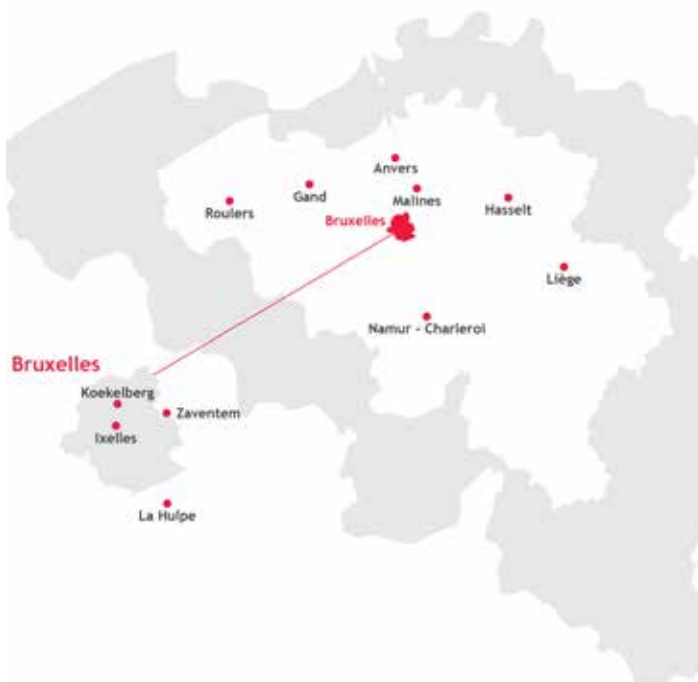 Anvers
Gand
Malines
Roulers
Hasselt
Bruxelles
Liège
Namur - Charleroi
Bruxelles
Koekelberg
Zaventem
Ixelles
La Hulpe